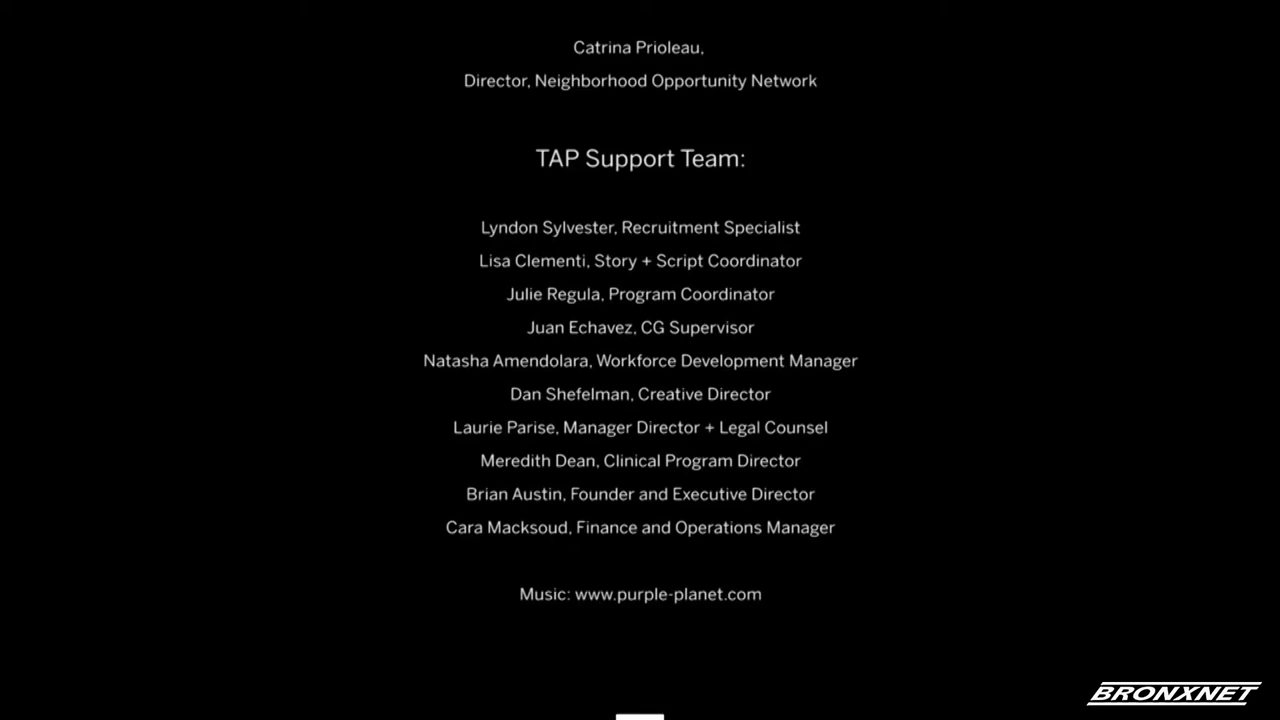 Catrina Prioleau,
Director, Neighborhood Opportunity Network
TAP Support Team:
Lyndon Sylvester, Recruitment Specialist
Lisa Clementi, Story + Script Coordinator
Julie Regula, Program Coordinator
Juan Echavez, CG Supervisor
Natasha Amendolara, Workforce Development Manager
Dan Shefelman, Creative Director
Laurie Parise, Manager Director + Legal Counsel
Meredith Dean, Clinical Program Director
Brian Austin, Founder and Executive Director
Cara Macksoud, Finance and Operations Manager
Music: www.purple-planet.com
BRONXNET